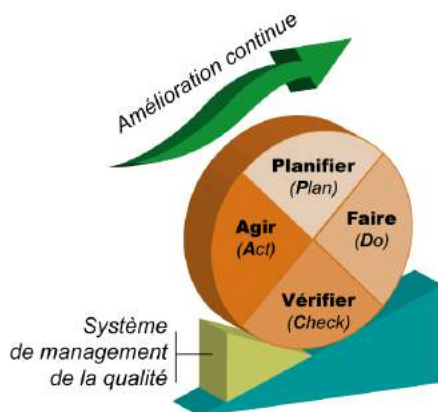 Amélioration continue
Planifier
(Plan)
Agir
(Act)
Faire
(Do)
Vérifier
(Check)
Système
de management
de la qualité